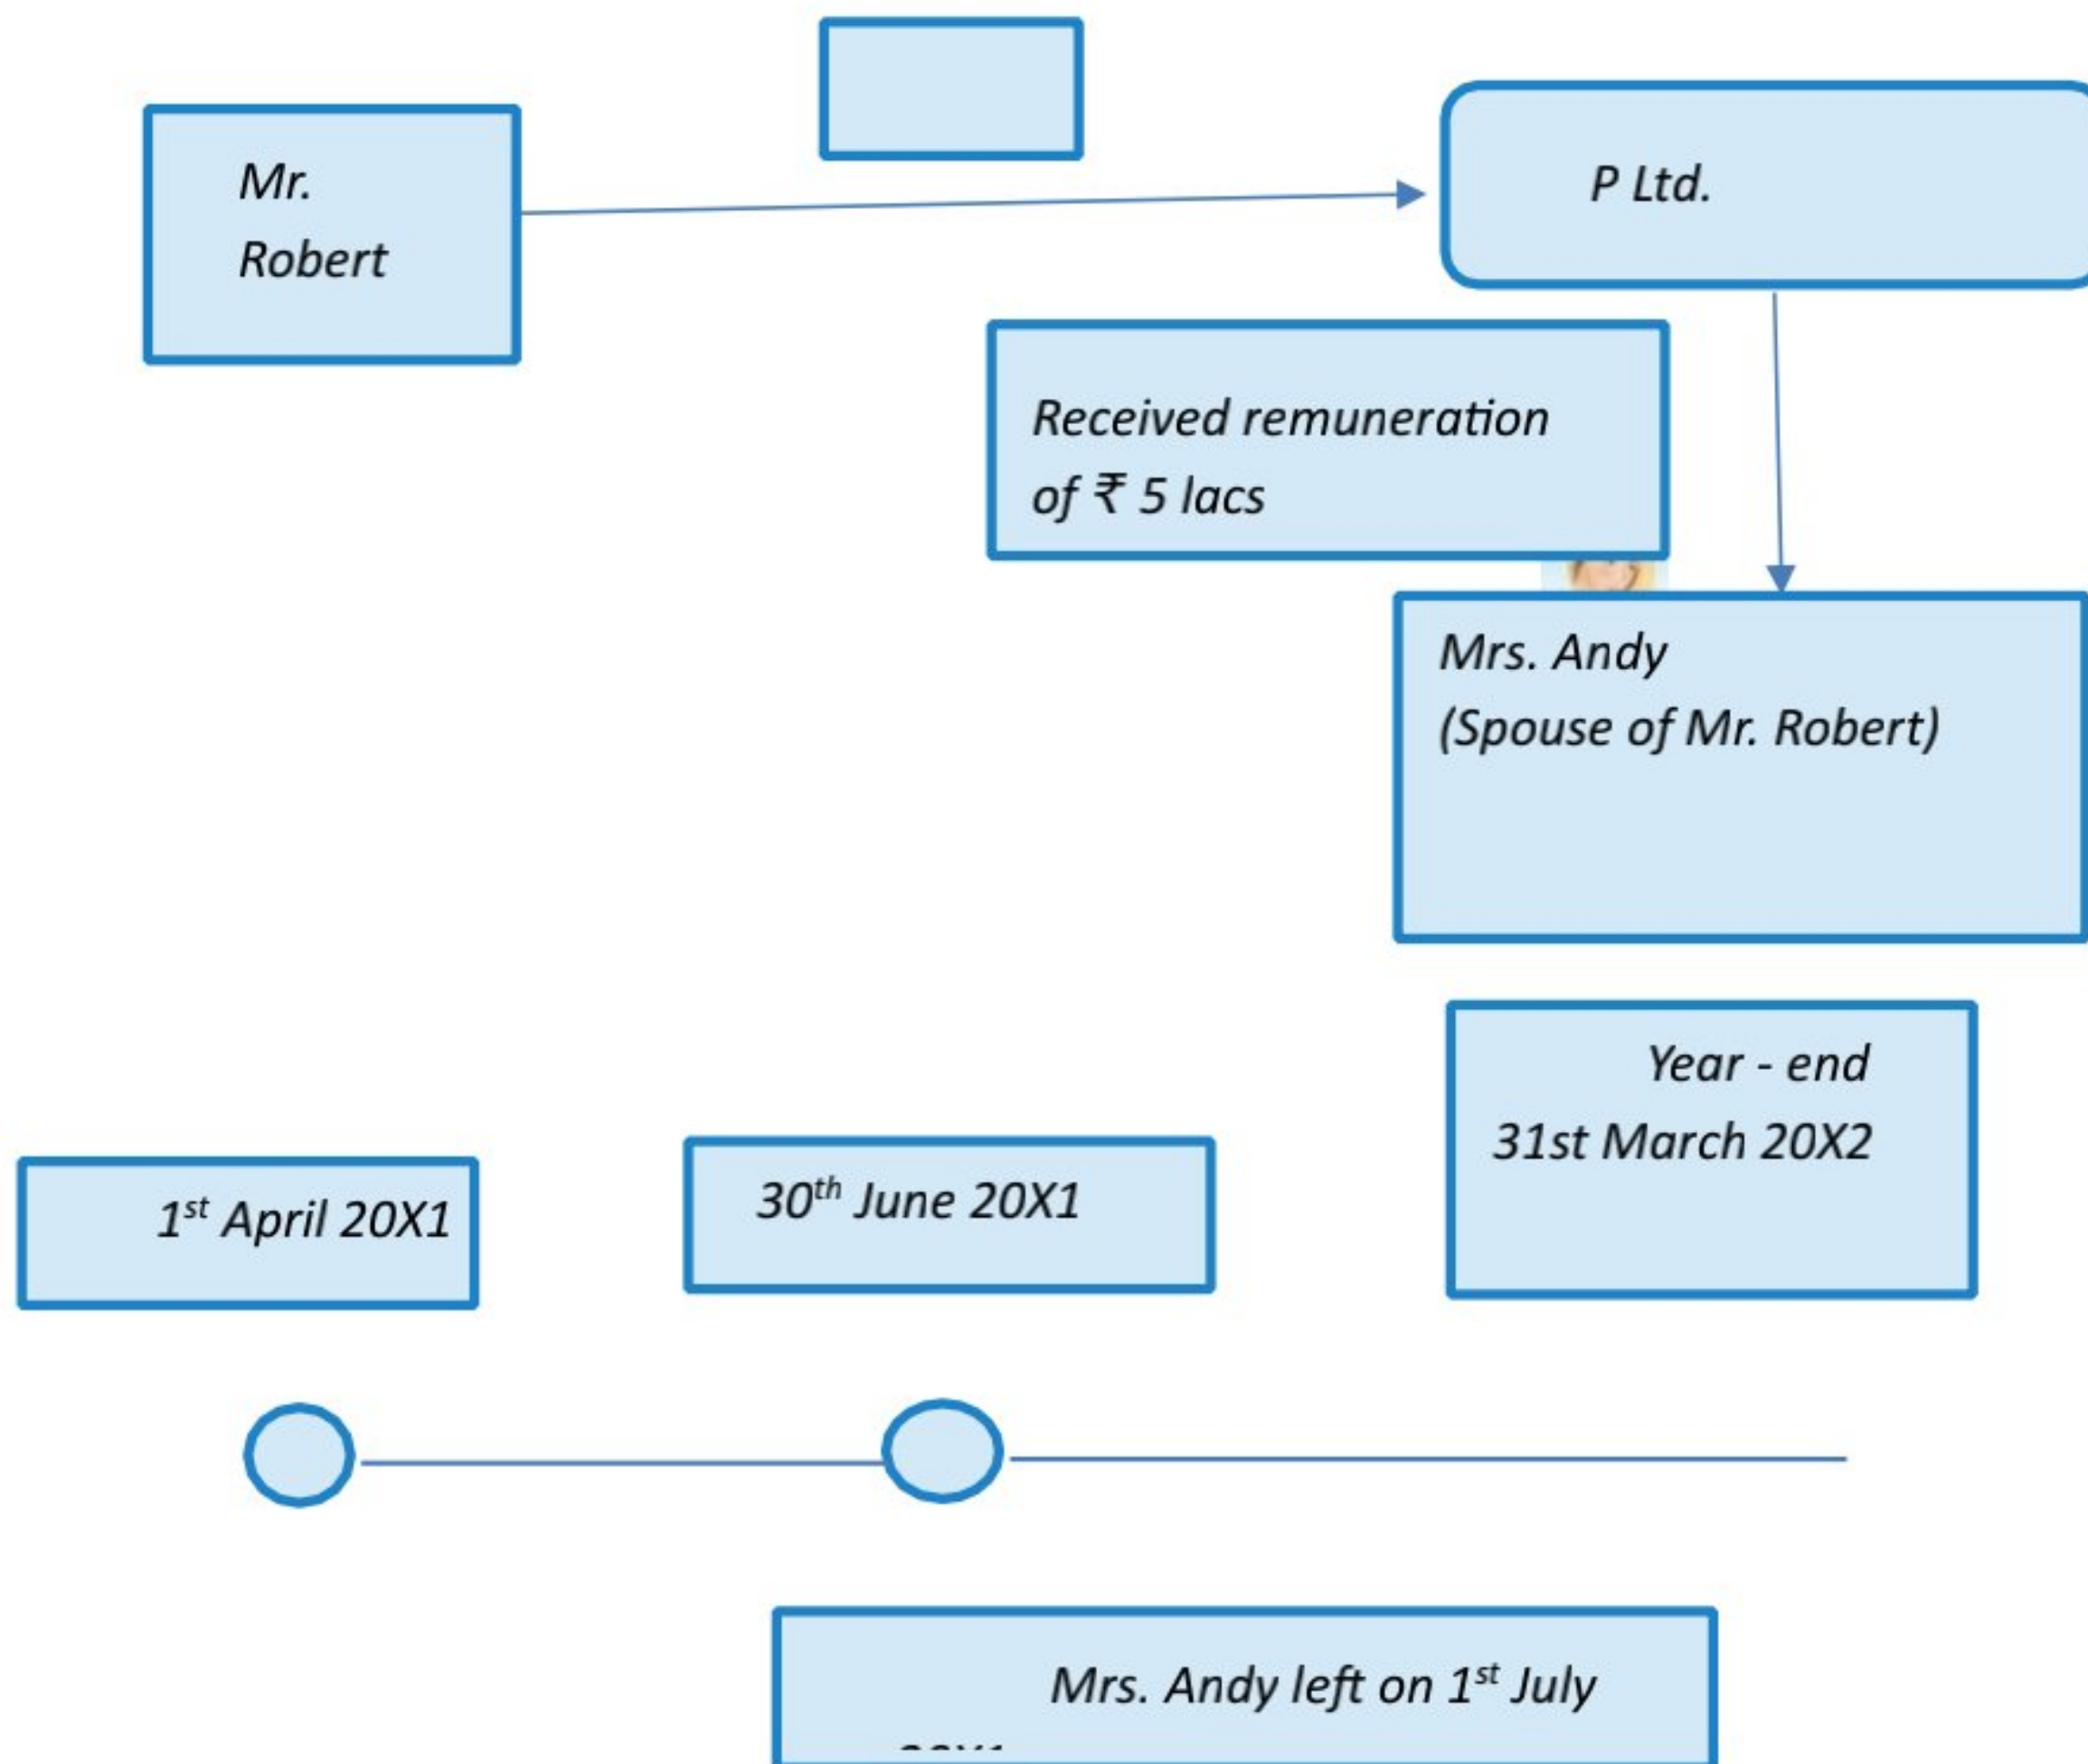 Mr.
Robert
P Ltd.
Received remuneration
of ₹ 5 lacs
Mrs. Andy
(Spouse of Mr. Robert)
Year - end
31st March 20X2
1st April 20X1
30th June 20X1
Mrs. Andy left on 1st July